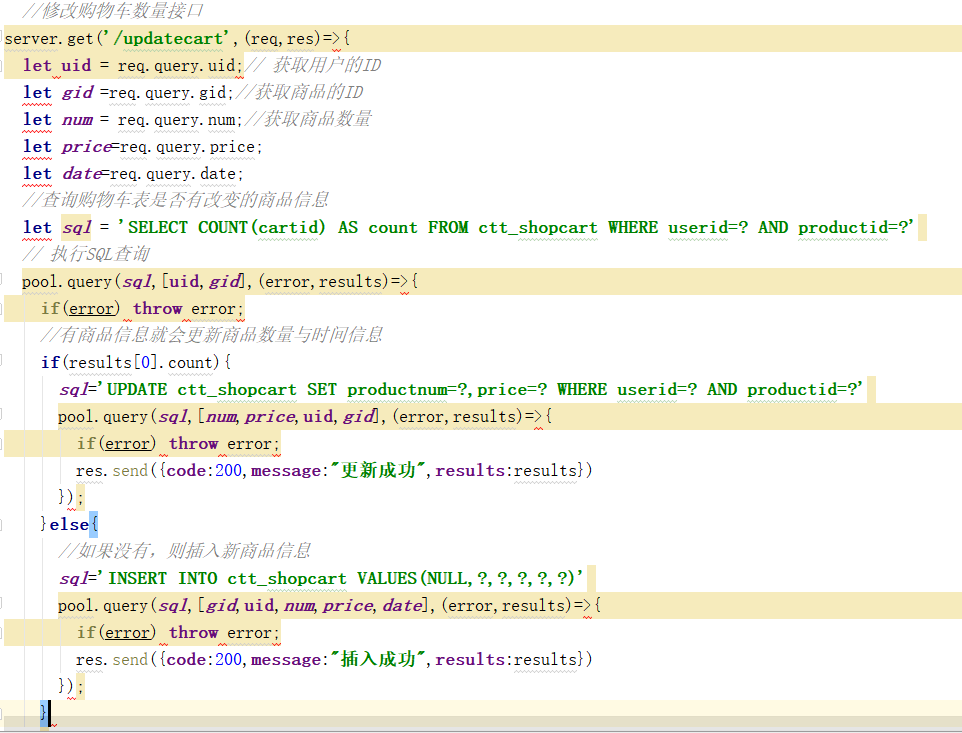 //修改购物车数量接口
server.get('/updatecart',(req,res)=>{
let uid = req.query.uid;// 获取用户的ID
let gid =req.query.gid;//获取商品的ID
let num = req.query.num;//获取商品数量
let price=req.query.price;
let date=req.query.date;
//查询购物车表是否有改变的商品信息
let sql = 'SELECT COUNT(cartid) AS count FROM ctt_shopcart WHERE userid=? AND productid=?'
// 执行SQL查询
pool.query(sql,[uid,gid],(error,results)=>{
if(error) throw error;
//有商品信息就会更新商品数量与时间信息
if(results[0].count){
sql='UPDATE ctt_shopcart SET productnum=?,price=? WHERE userid=? AND productid=?'
pool.query(sql,[num,price,uid,gid],(error,results)=>{
if(error) throw error;
res.send({code:200,message:"更新成功",results:results})
});
}else{
//如果没有，则插入新商品信息
sql='INSERT INTO ctt_shopcart VALUES(NULL,?,?,?,?,?)'
pool.query(sql,[gid,uid,num,price,date],(error,results)=>{
if(error) throw error;
res.send({code:200,message:"插入成功",results:results})
});
}